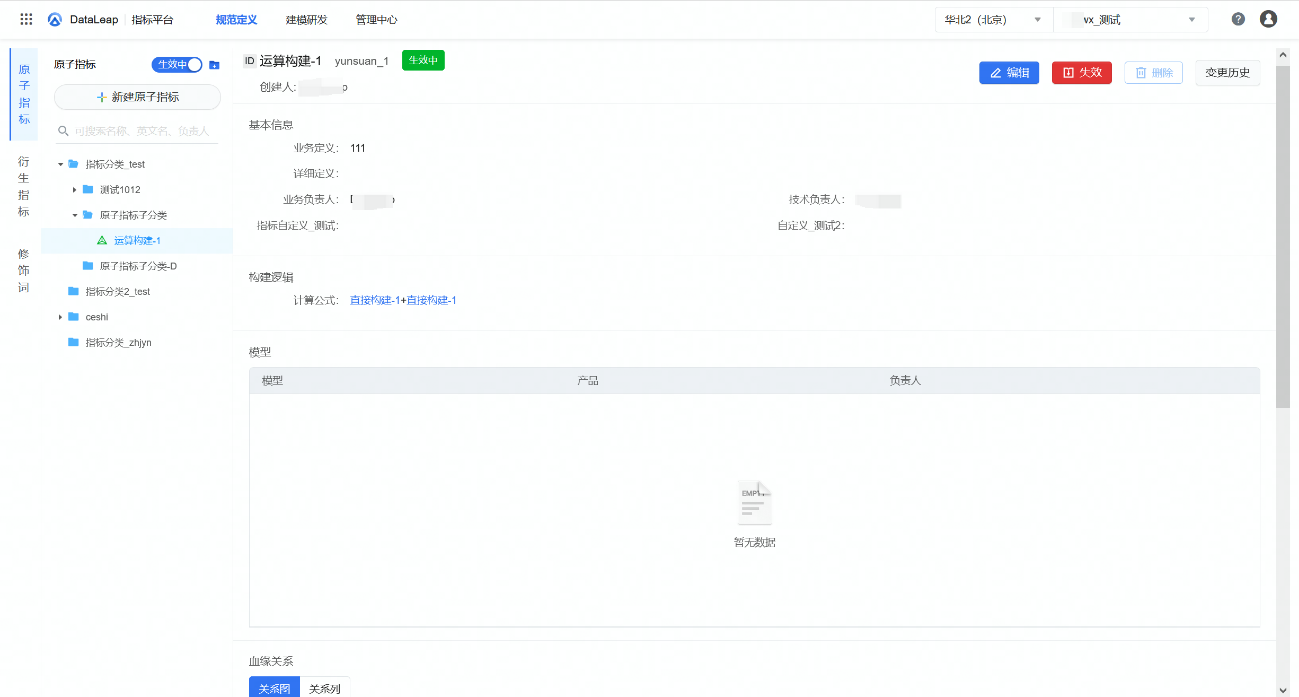 DataLeap 指标平台 规范定义 建模研发 管理中心 华北2（北京） vx_测试
原子指标
衍生指标
修饰词
原子指标 生效中
新建原子指标
可搜索名称、英文名、负责人
指标分类_test
测试1012
原子指标子分类
运算构建-1
原子指标子分类-D
指标分类2_test
ceshi
指标分类_zhjyn
ID 运算构建-1 yunsuan_1 生效中
创建人:
编辑 失效 删除 变更历史
基本信息
业务定义: 111
详细定义:
业务负责人: 技术负责人:
指标自定义_测试: 自定义_测试2:
构建逻辑
计算公式: 直接构建-1+直接构建-1
模型
模型 产品 负责人
EMPTY
暂无数据
血缘关系
关系图 关系列